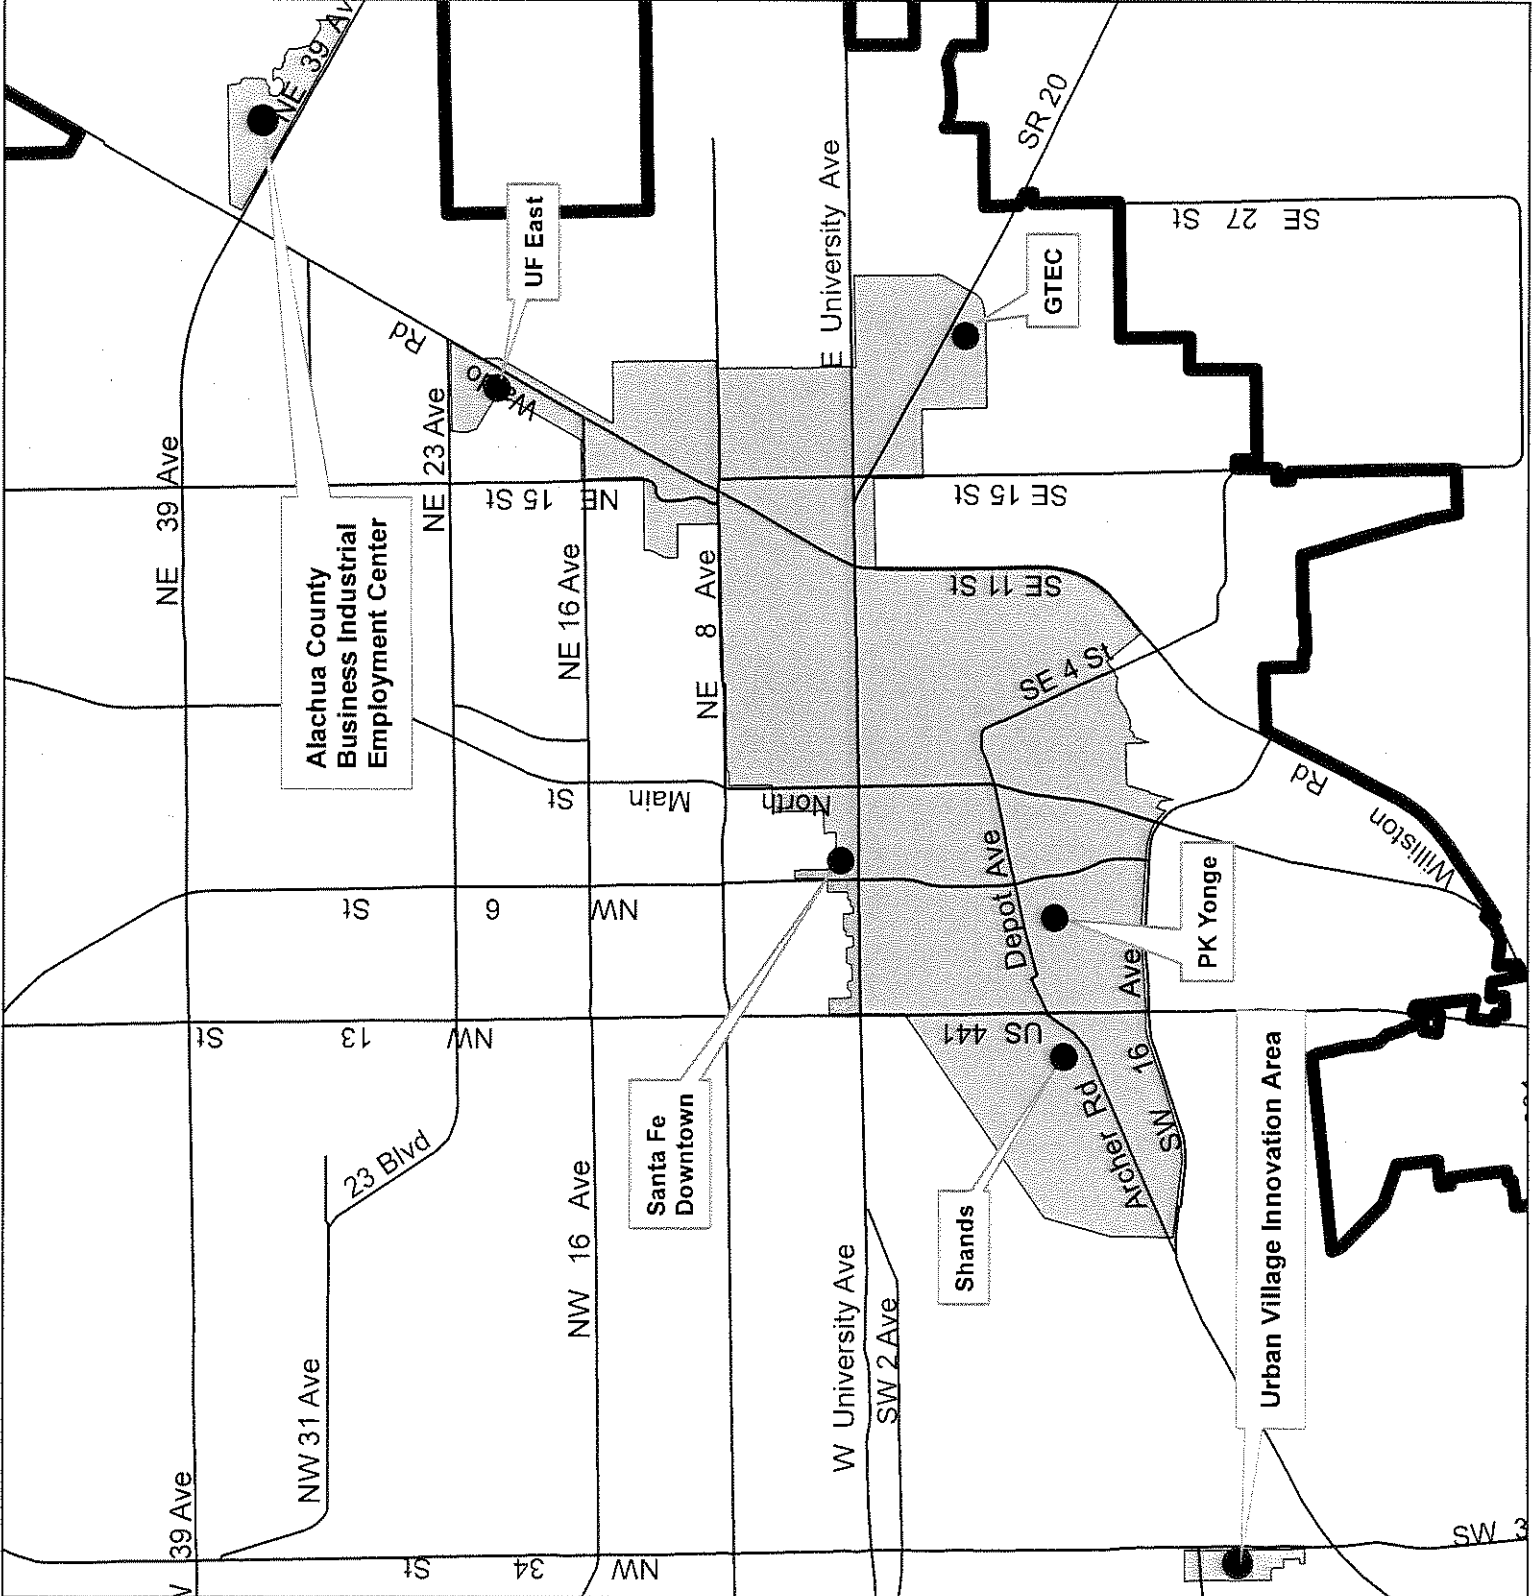 NE 39 Av
NE 39 Ave
39 Ave
Alachua County
Business Industrial
Employment Center
UF East
Waldo Rd
NE 23 Ave
NE 15 St
NE 16 Ave
NE 8 Ave
E University Ave
SR 20
GTEC
SE 27 St
SE 15 St
SE 11 St
SE 4 St
North Main St
NW 6 St
NW 13 St
23 Blvd
NW 31 Ave
NW 34 St
NW 16 Ave
Santa Fe
Downtown
Depot Ave
PK Yonge
Williston Rd
US 441
SW 16 Ave
Archer Rd
Shands
W University Ave
SW 2 Ave
Urban Village Innovation Area
SW 3